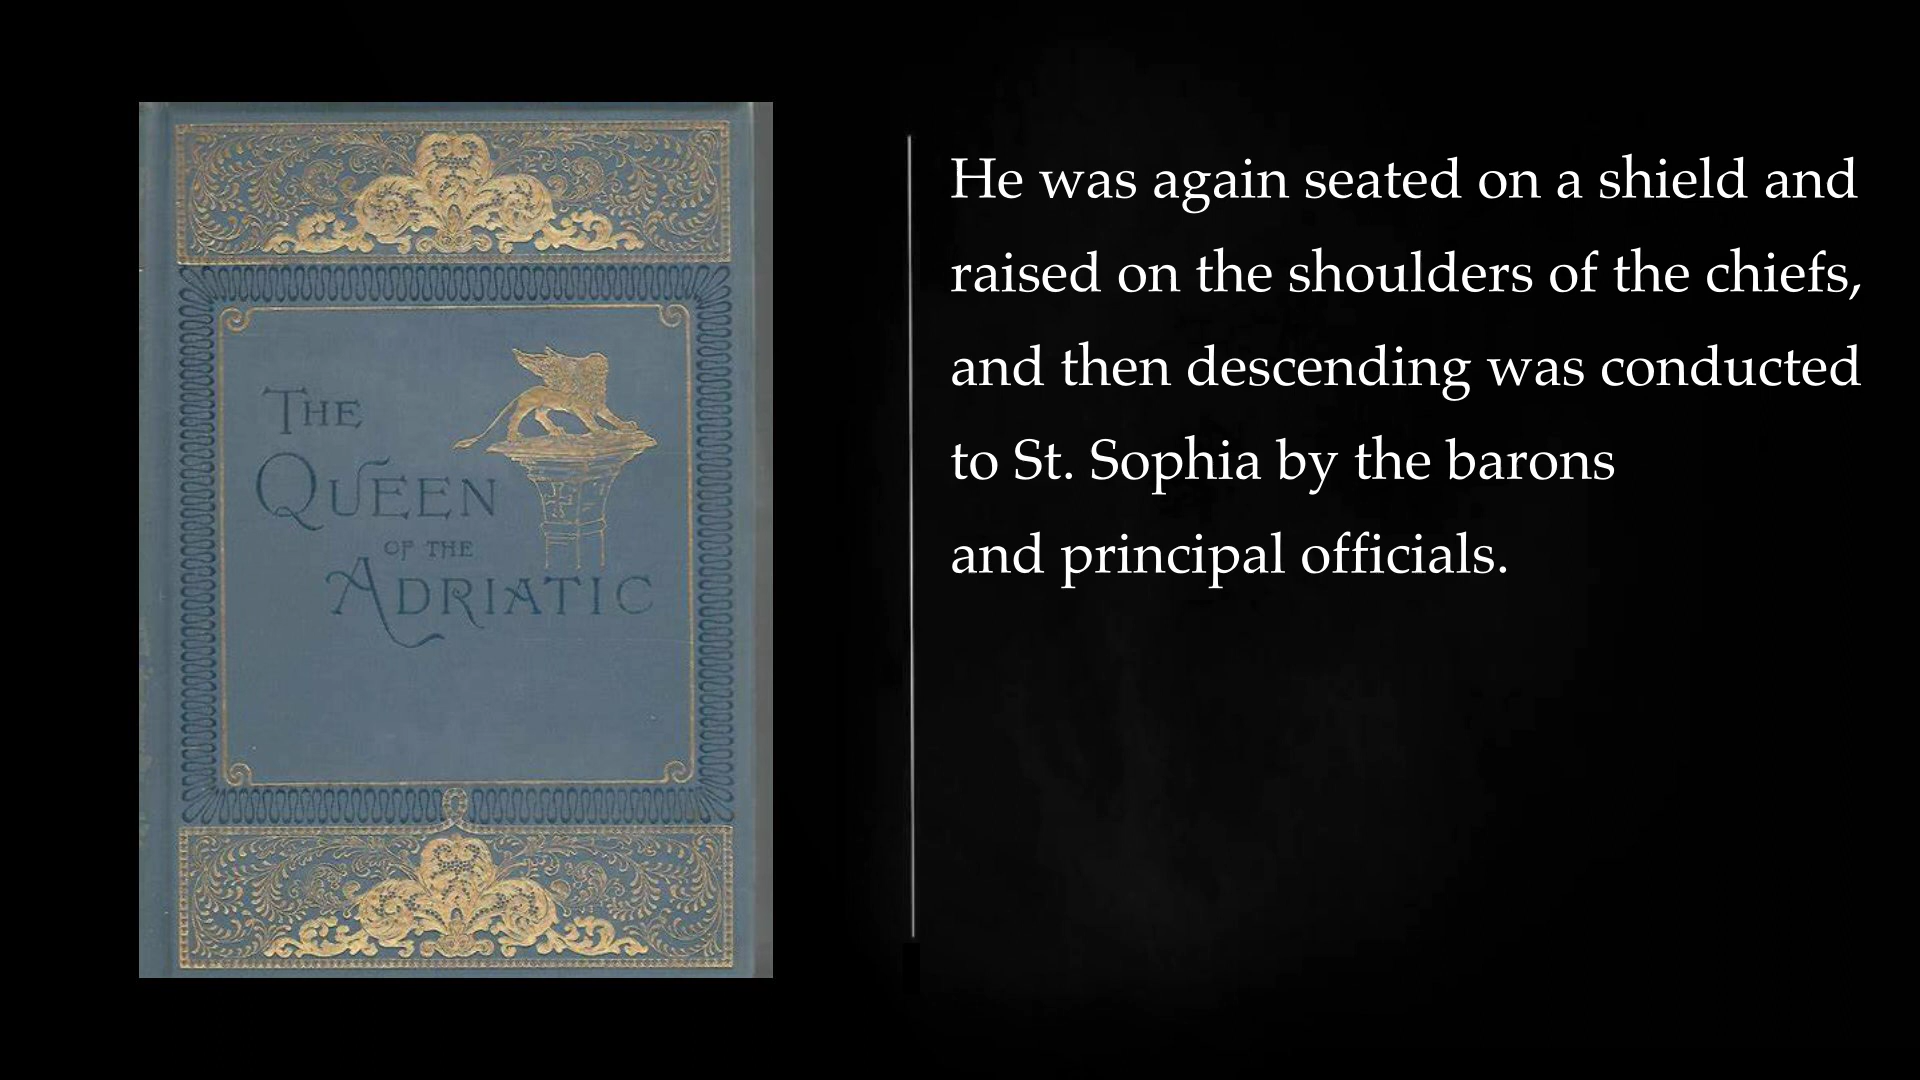 THE
QUEEN
OF THE
ADRIATIC
He was again seated on a shield and
raised on the shoulders of the chiefs,
and then descending was conducted
to St. Sophia by the barons
and principal officials.